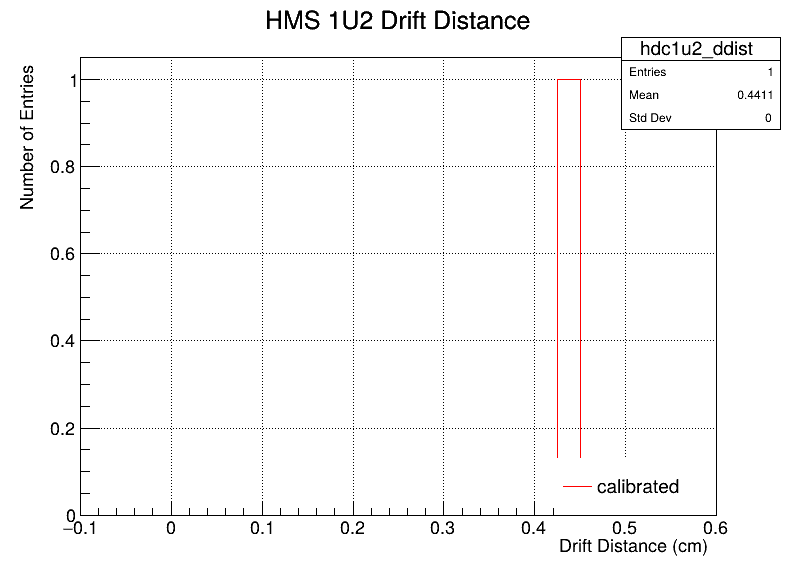 HMS 1U2 Drift Distance
hdc1u2_ddist
Entries 1
Mean 0.4411
Std Dev 0
Number of Entries
1
0.8
0.6
0.4
0.2
0
−0.1 0 0.1 0.2 0.3 0.4 0.5 0.6
Drift Distance (cm)
calibrated